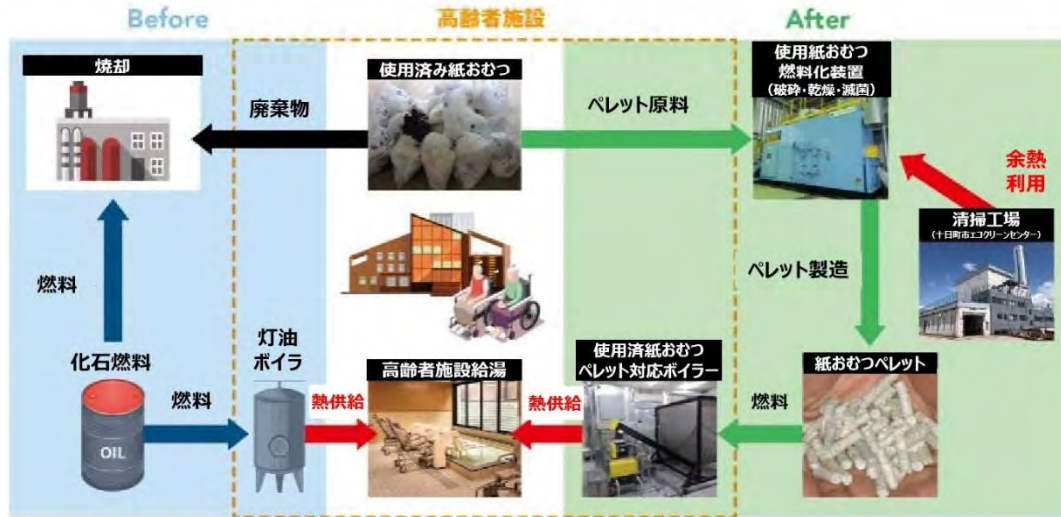 Before
高齢者施設
After
焼却
廃棄物
使用済み紙おむつ
ペレット原料
使用紙おむつ
燃料化装置
(破砕・乾燥・滅菌)
余熱
利用
清掃工場
(十日町市エコクリーンセンター)
燃料
ペレット製造
化石燃料
灯油
ボイラ
高齢者施設給湯
使用済紙おむつ
ペレット対応ボイラー
紙おむつペレット
OIL
燃料
熱供給
熱供給
燃料